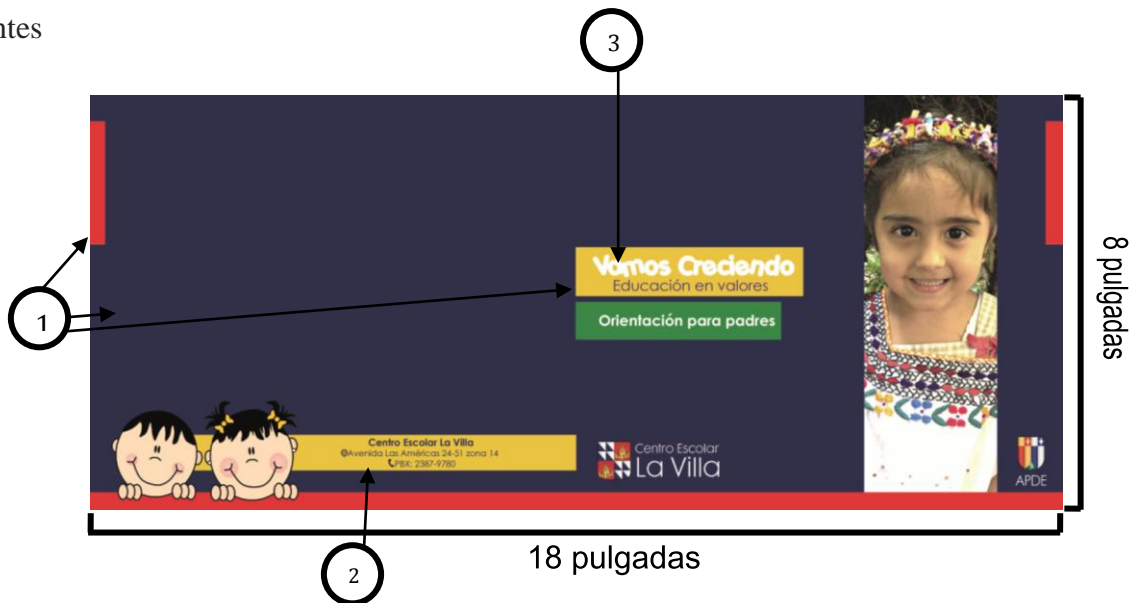 ntes
3
Vamos Creciendo
Educación en valores
Orientación para padres
8 pulgadas
1
Centro Escolar La Villa
Avenida Las Américas 24-51 zona 14
PBX: 2387-9780
Centro Escolar
La Villa
APDE
18 pulgadas
2